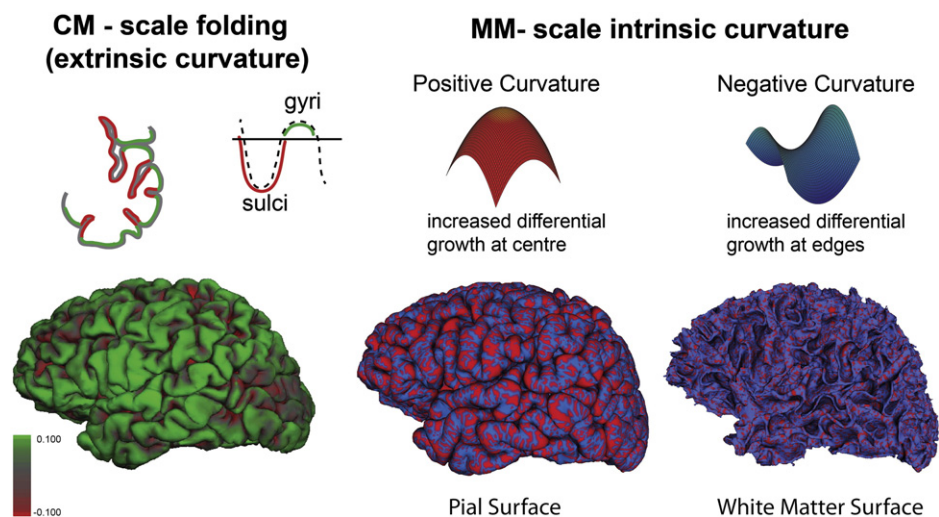 CM - scale folding
(extrinsic curvature)
MM- scale intrinsic curvature
gyri
sulci
Positive Curvature
increased differential
growth at centre
Negative Curvature
increased differential
growth at edges
0.100
-0.100
Pial Surface
White Matter Surface